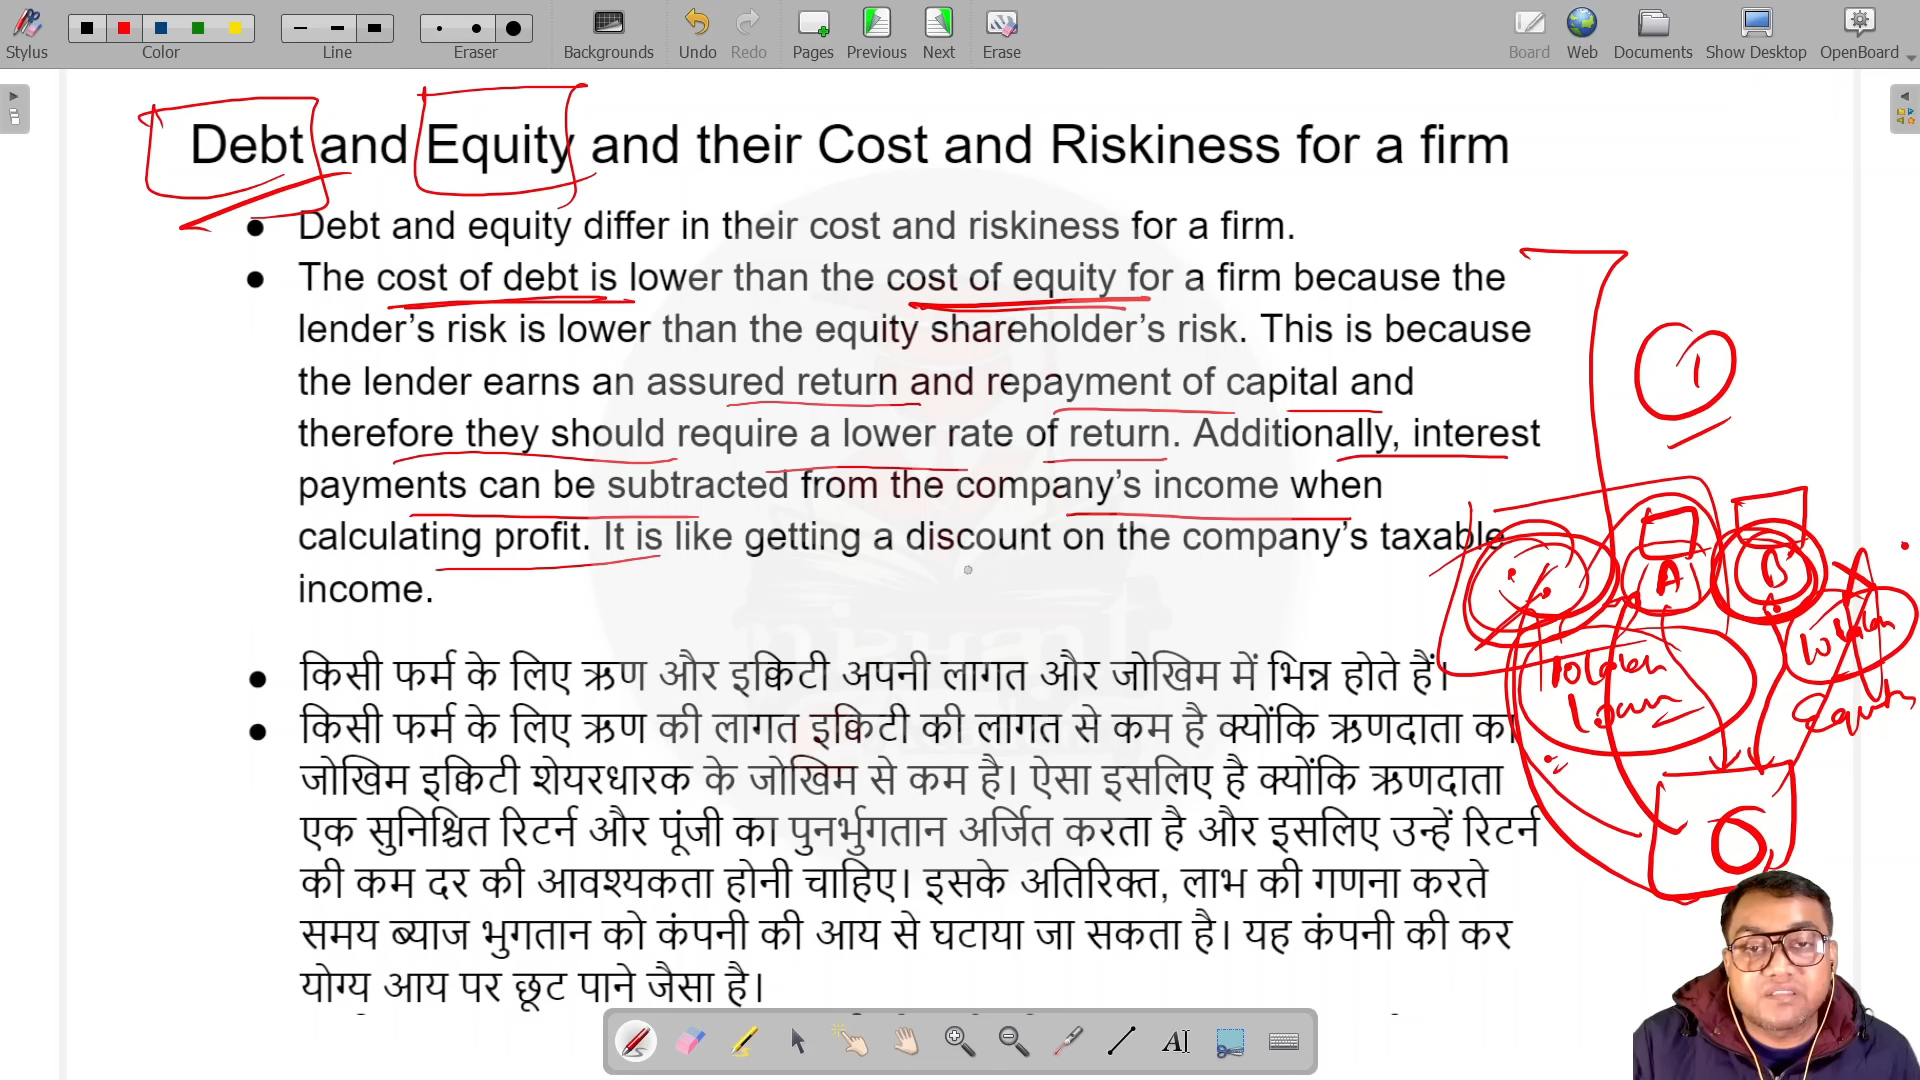 Stylus
Color
Line
Eraser
Backgrounds
Undo
Redo
Pages
Previous
Next
Erase
Board
Web
Documents
Show Desktop
OpenBoard
Debt and Equity and their Cost and Riskiness for a firm
● Debt and equity differ in their cost and riskiness for a firm.
● The cost of debt is lower than the cost of equity for a firm because the
lender’s risk is lower than the equity shareholder’s risk. This is because
the lender earns an assured return and repayment of capital and
therefore they should require a lower rate of return. Additionally, interest
payments can be subtracted from the company’s income when
calculating profit. It is like getting a discount on the company’s taxable
income.
● किसी फर्म के लिए ऋण और इक्विटी अपनी लागत और जोखिम में भिन्न होते हैं।
● किसी फर्म के लिए ऋण की लागत इक्विटी की लागत से कम है क्योंकि ऋणदाता का
जोखिम इक्विटी शेयरधारक के जोखिम से कम है। ऐसा इसलिए है क्योंकि ऋणदाता
एक सुनिश्चित रिटर्न और पूंजी का पुनर्भुगतान अर्जित करता है और इसलिए उन्हें रिटर्न
की कम दर की आवश्यकता होनी चाहिए। इसके अतिरिक्त, लाभ की गणना करते
समय ब्याज भुगतान को कंपनी की आय से घटाया जा सकता है। यह कंपनी की कर
योग्य आय पर छूट पाने जैसा है।
1
A
B
10 lakh
Loan
10 lakh
Equity